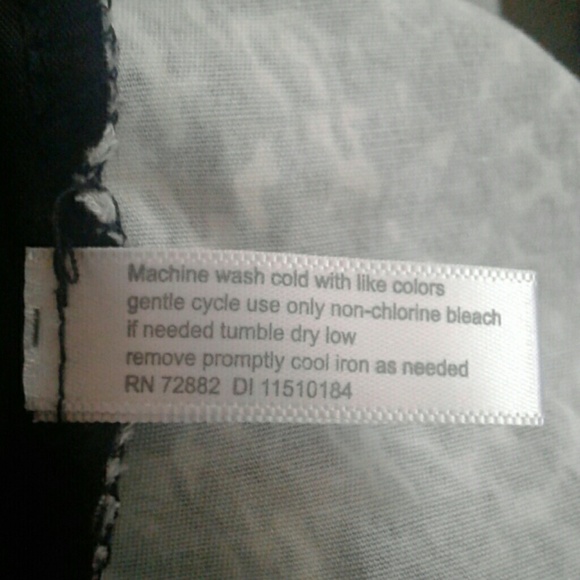 Machine wash cold with like colors
gentle cycle use only non-chlorine bleach
if needed tumble dry low
remove promptly cool iron as needed
RN 72882 DI 11510184